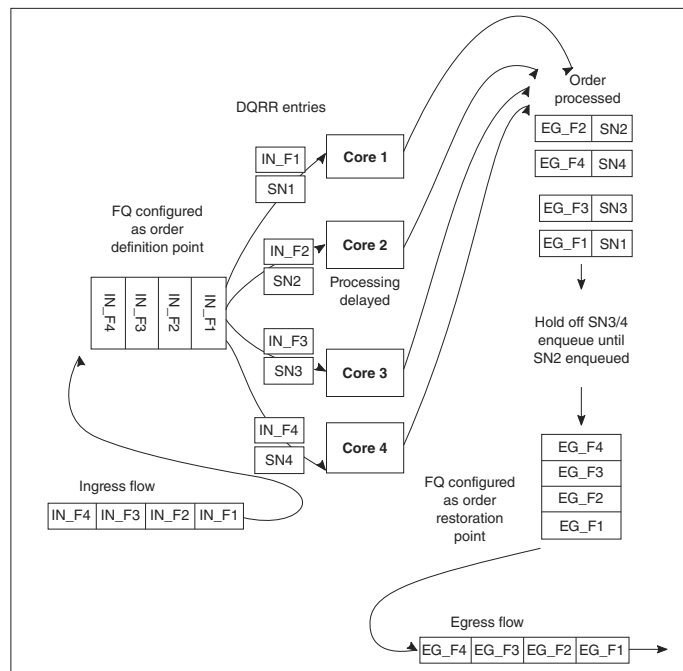 Order
processed
DQRR entries
EG_F2 SN2
IN_F1
Core 1
EG_F4 SN4
SN1
FQ configured
as order
definition point
EG_F3 SN3
IN_F2
Core 2
EG_F1 SN1
SN2
Processing
delayed
IN_F4 IN_F3 IN_F2 IN_F1
Hold off SN3/4
enqueue until
SN2 enqueued
IN_F3
Core 3
SN3
IN_F4
Core 4
SN4
EG_F4
EG_F3
EG_F2
EG_F1
FQ configured
as order
restoration
point
Ingress flow
IN_F4 IN_F3 IN_F2 IN_F1
Egress flow
EG_F4 EG_F3 EG_F2 EG_F1